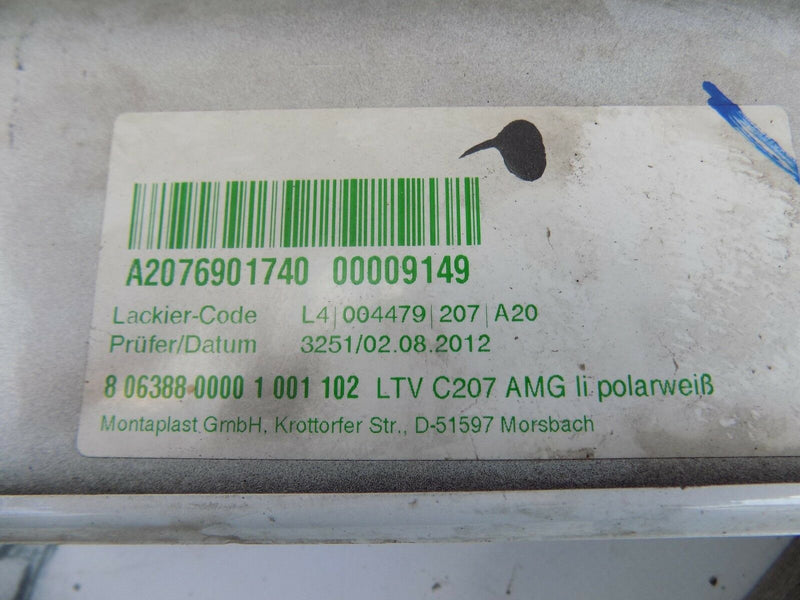 A2076901740 00009149
Lackier-Code L4|004479|207|A20
Prüfer/Datum 3251/02.08.2012
8 06388 0000 1 001 102 LTV C207 AMG li polarweiß
Montaplast GmbH, Krottorfer Str., D-51597 Morsbach